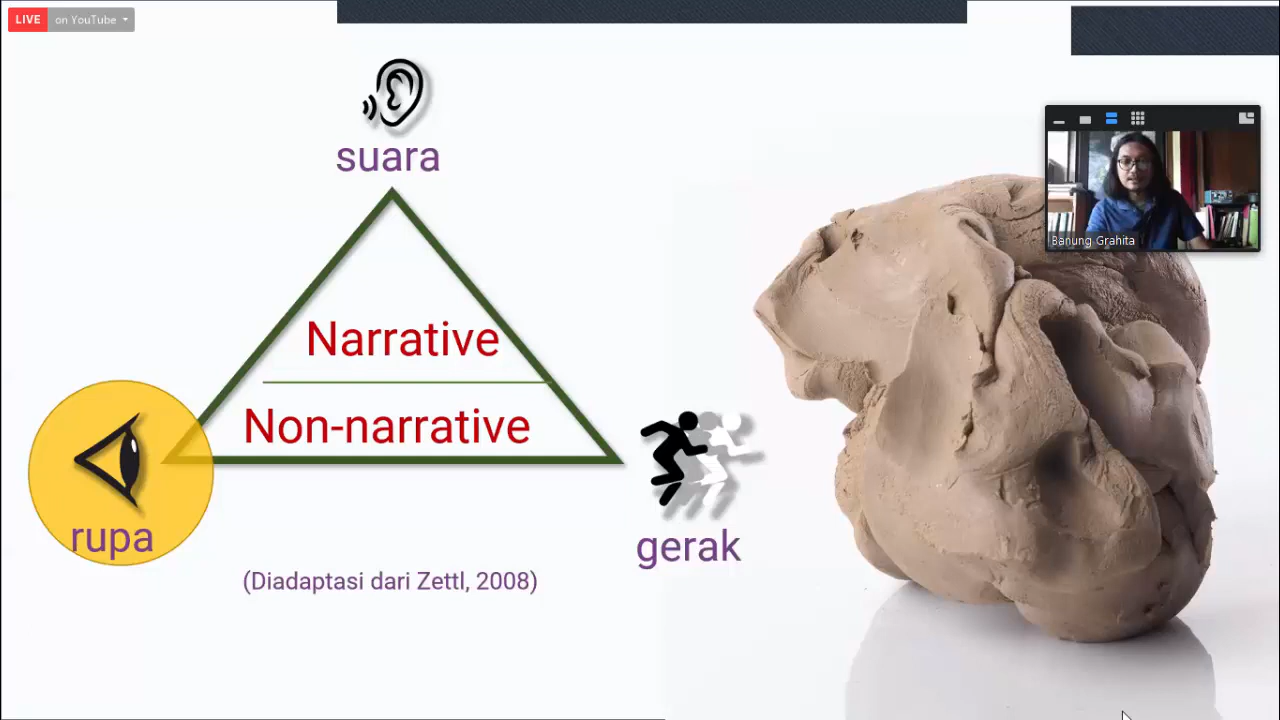 LIVE on YouTube
suara
Banung Grahita
Narrative
Non-narrative
rupa
gerak
(Diadaptasi dari Zettl, 2008)